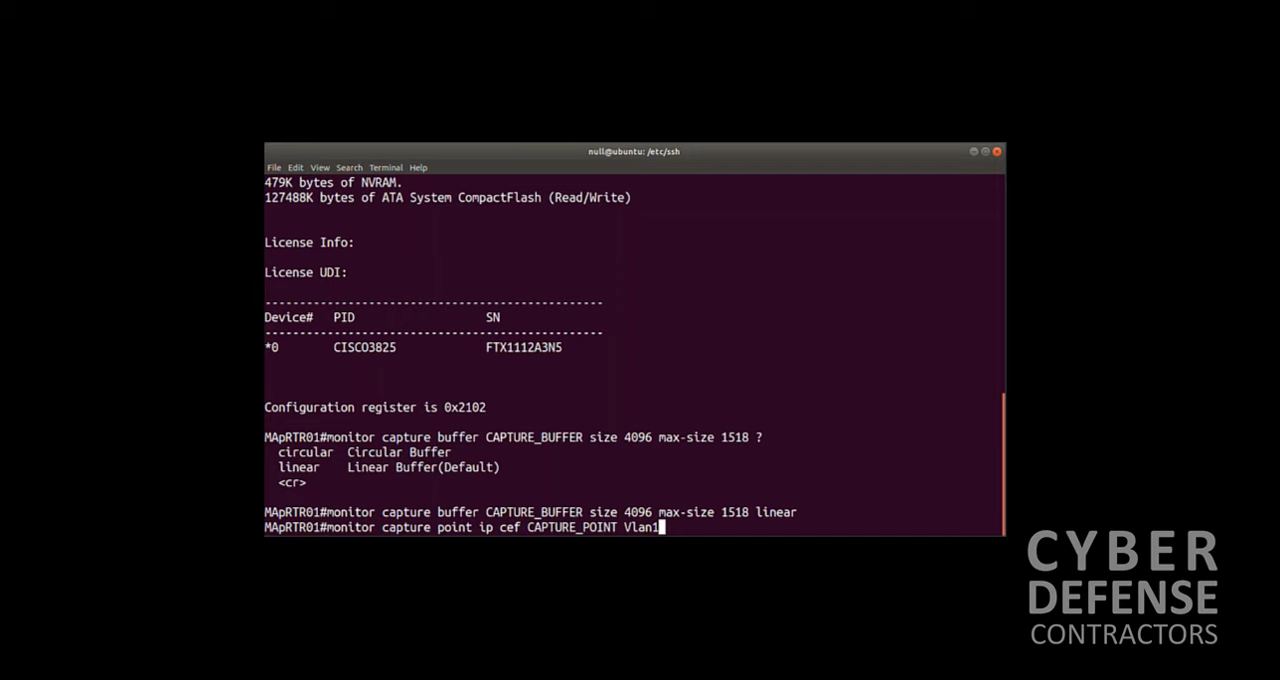 null@ubuntu: /etc/ssh
File Edit View Search Terminal Help
479K bytes of NVRAM.
127488K bytes of ATA System CompactFlash (Read/Write)
License Info:
License UDI:
-------------------------------------------------
Device# PID SN
-------------------------------------------------
*0 CISCO3825 FTX1112A3N5
Configuration register is 0x2102
MApRTR01#monitor capture buffer CAPTURE_BUFFER size 4096 max-size 1518 ?
circular Circular Buffer
linear Linear Buffer(Default)
<cr>
MApRTR01#monitor capture buffer CAPTURE_BUFFER size 4096 max-size 1518 linear
MApRTR01#monitor capture point ip cef CAPTURE_POINT Vlan1
CYBER
DEFENSE
CONTRACTORS